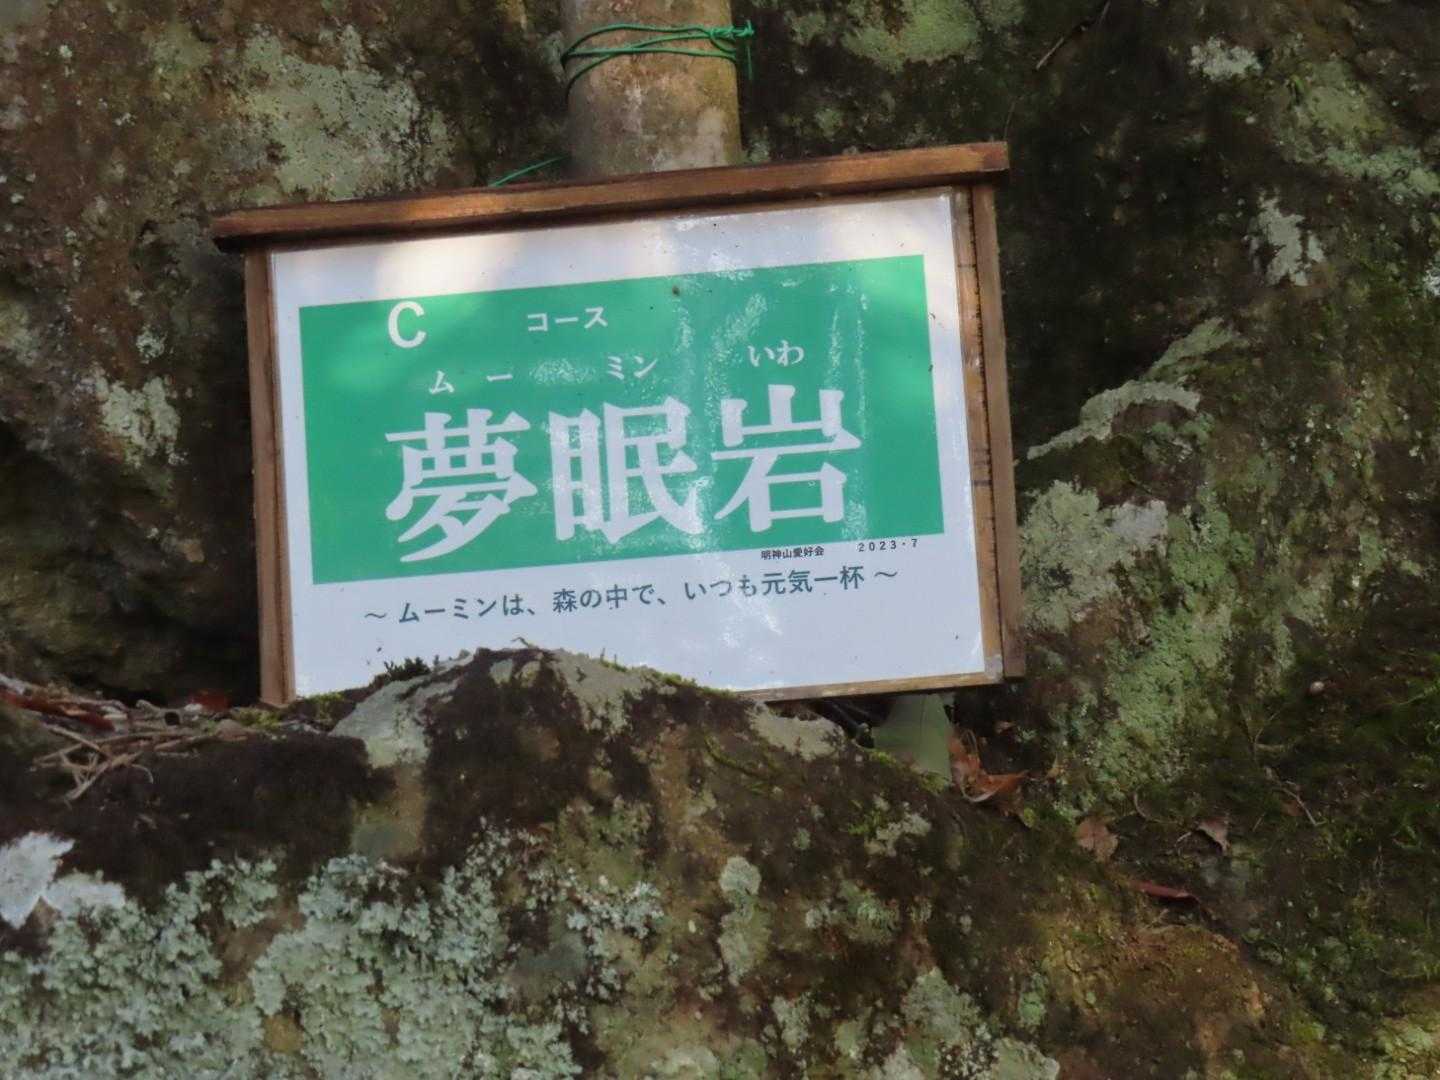 C コース
ムー ミン いわ
夢眠岩
明神山愛好会 2023・7
～ ムーミンは、森の中で、いつも元気一杯 ～